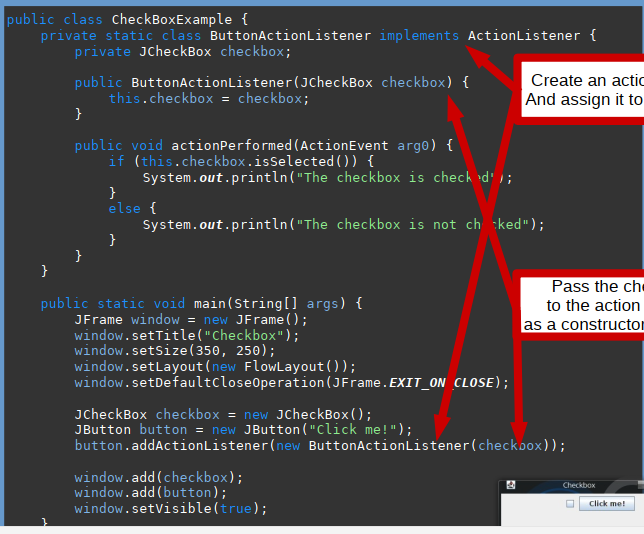 public class CheckBoxExample {
private static class ButtonActionListener implements ActionListener {
private JCheckBox checkbox;
public ButtonActionListener(JCheckBox checkbox) {
this.checkbox = checkbox;
}
public void actionPerformed(ActionEvent arg0) {
if (this.checkbox.isSelected()) {
System.out.println("The checkbox is checked");
}
else {
System.out.println("The checkbox is not checked");
}
}
}
public static void main(String[] args) {
JFrame window = new JFrame();
window.setTitle("Checkbox");
window.setSize(350, 250);
window.setLayout(new FlowLayout());
window.setDefaultCloseOperation(JFrame.EXIT_ON_CLOSE);
JCheckBox checkbox = new JCheckBox();
JButton button = new JButton("Click me!");
button.addActionListener(new ButtonActionListener(checkbox));
window.add(checkbox);
window.add(button);
window.setVisible(true);
}
Create an actio
And assign it to
Pass the che
to the action
as a constructor
Checkbox
Click me!